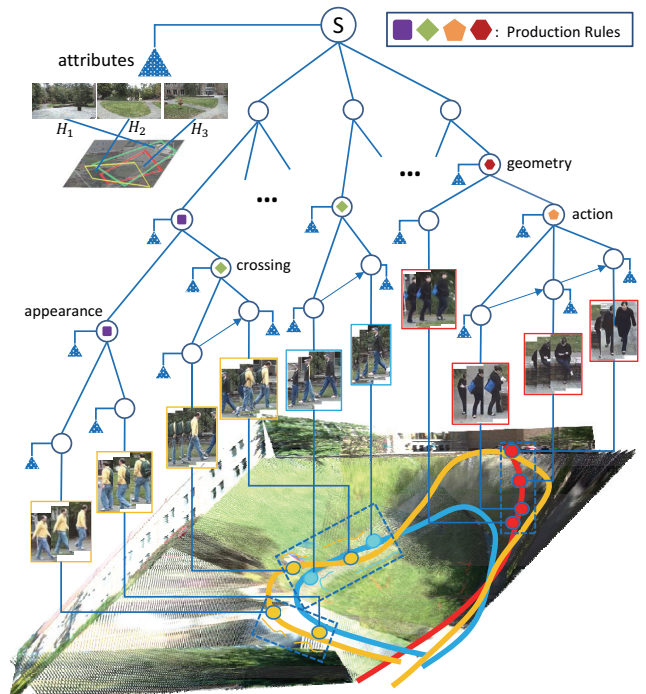 S
: Production Rules
attributes
H₁
H₂
H₃
geometry
...
...
action
crossing
appearance